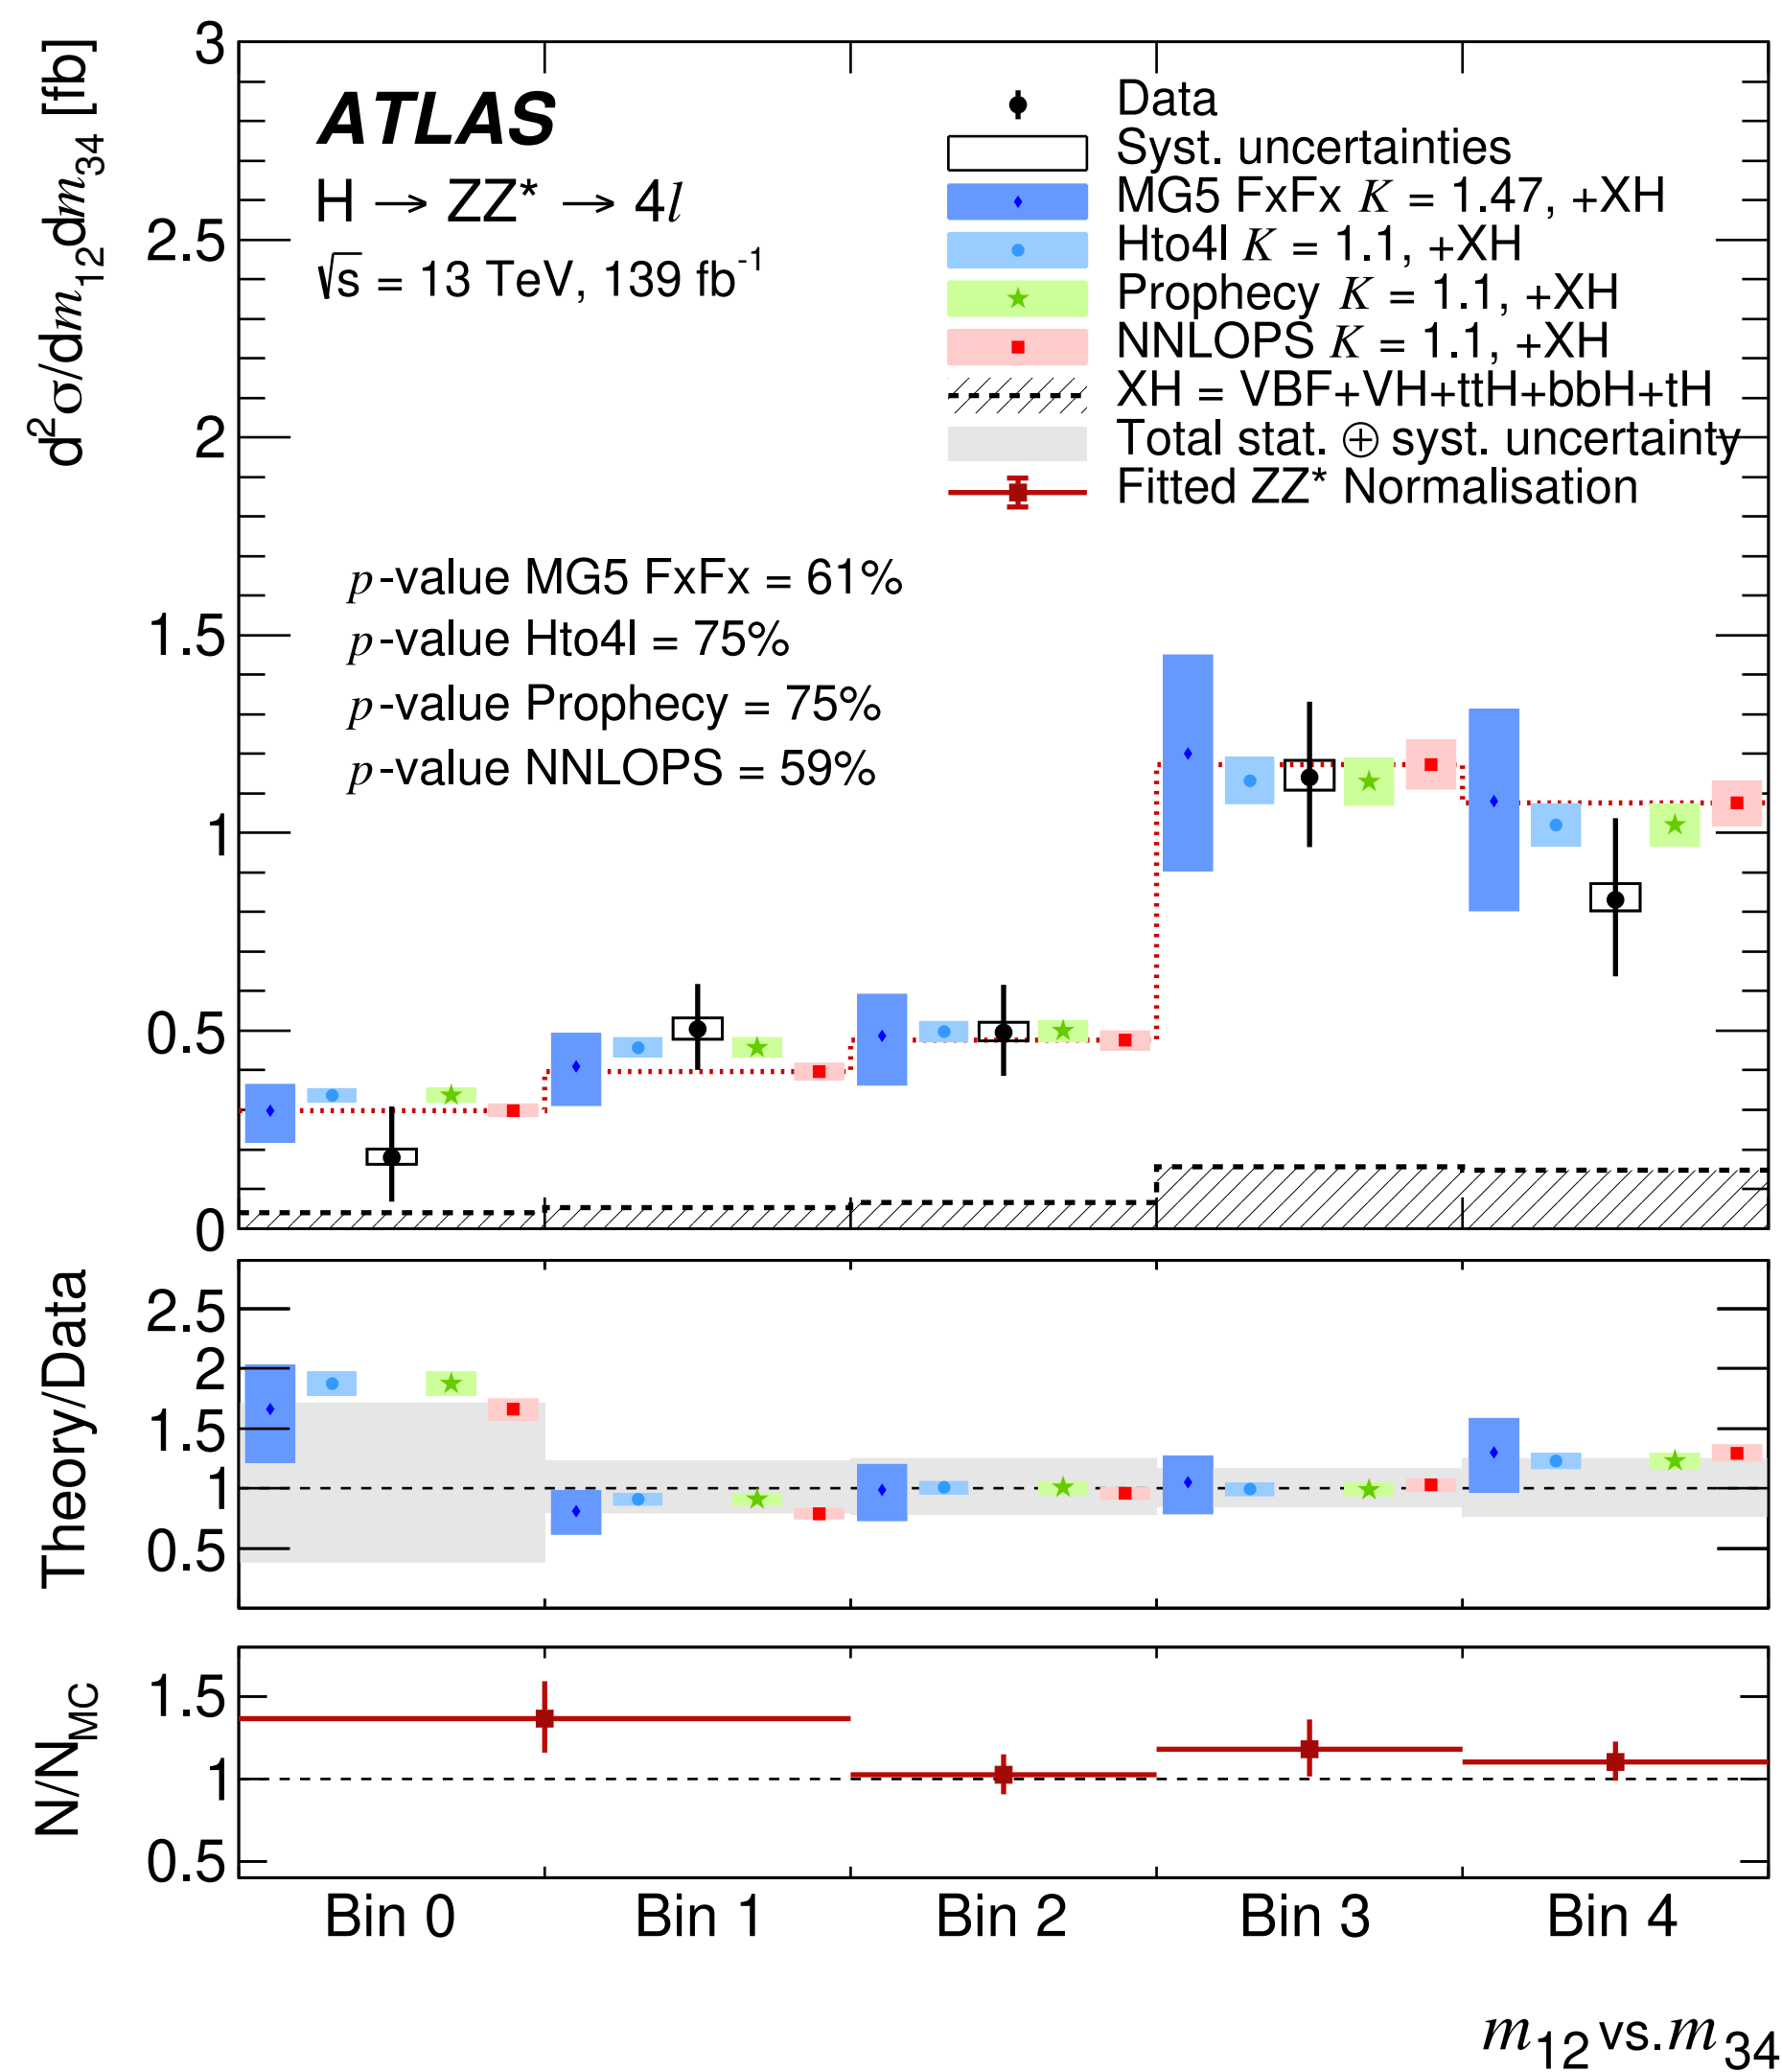 d²σ/dm₁₂dm₃₄ [fb]
3
2.5
2
1.5
1
0.5
0
ATLAS
H → ZZ* → 4l
√s = 13 TeV, 139 fb⁻¹
Data
Syst. uncertainties
MG5 FxFx K = 1.47, +XH
Hto4l K = 1.1, +XH
Prophecy K = 1.1, +XH
NNLOPS K = 1.1, +XH
XH = VBF+VH+ttH+bbH+tH
Total stat. ⊕ syst. uncertainty
Fitted ZZ* Normalisation
p-value MG5 FxFx = 61%
p-value Hto4l = 75%
p-value Prophecy = 75%
p-value NNLOPS = 59%
Theory/Data
2.5
2
1.5
1
0.5
N/N_MC
1.5
1
0.5
Bin 0 Bin 1 Bin 2 Bin 3 Bin 4
m₁₂ vs. m₃₄